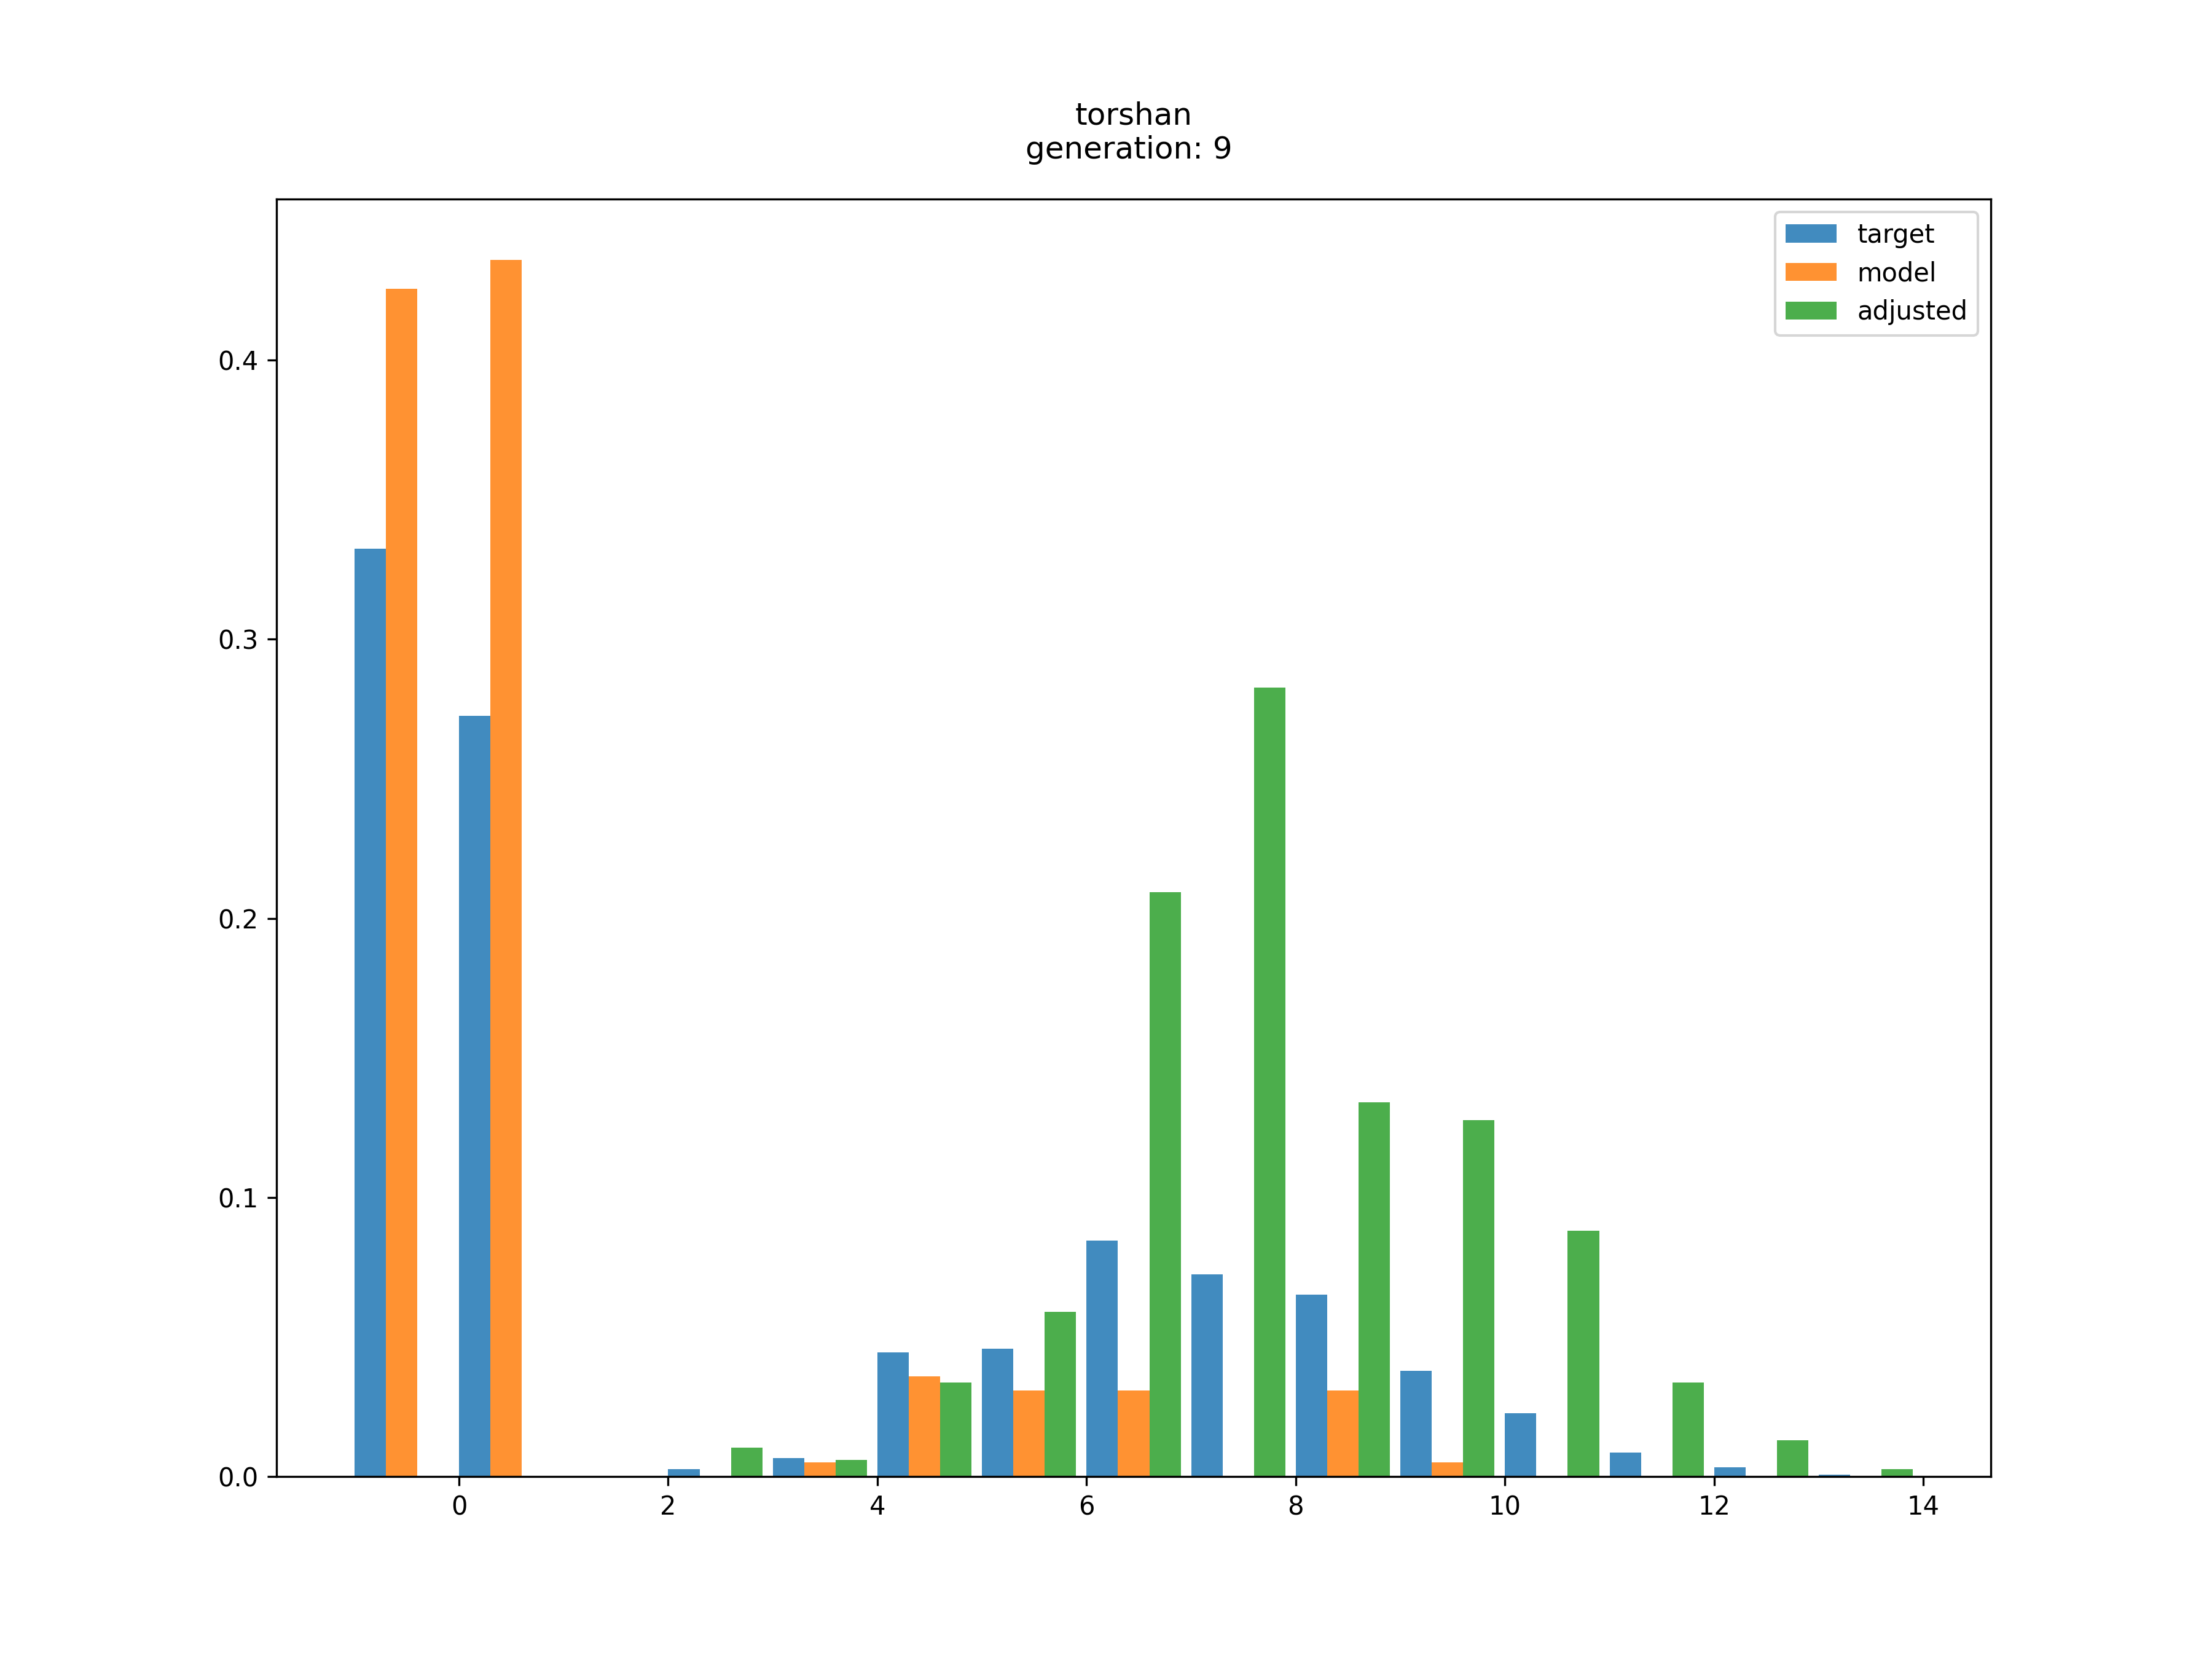 torshan
generation: 9
target
model
adjusted
0.4
0.3
0.2
0.1
0.0
0 2 4 6 8 10 12 14